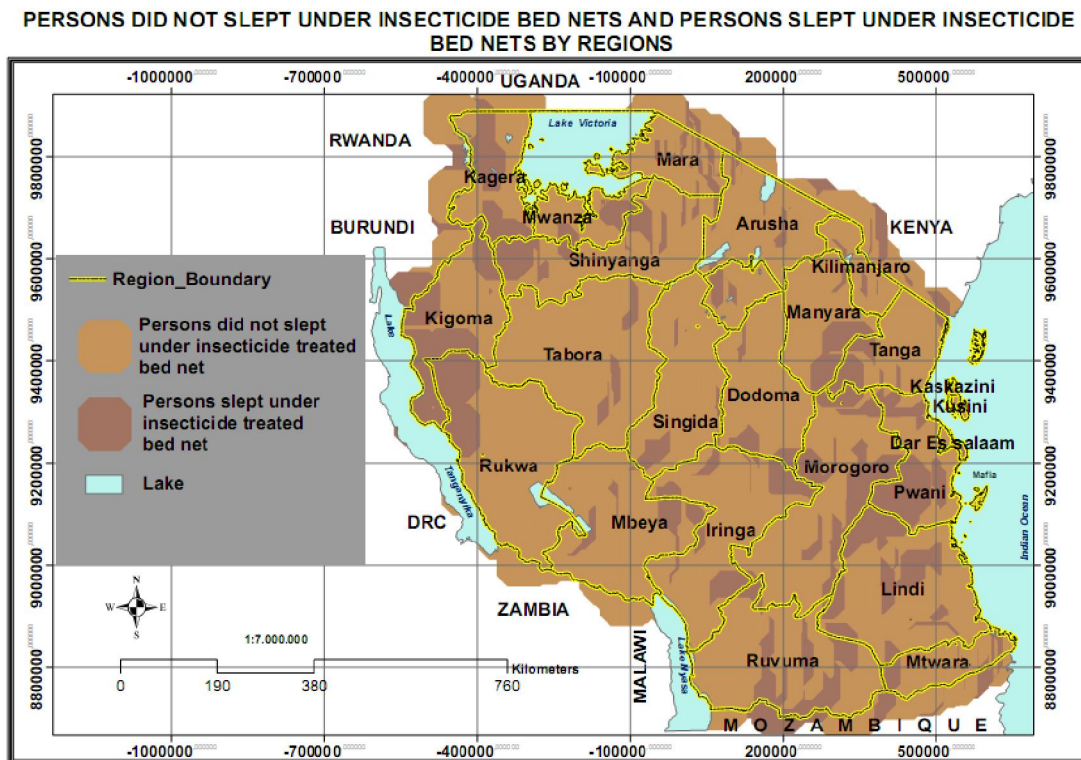 PERSONS DID NOT SLEPT UNDER INSECTICIDE BED NETS AND PERSONS SLEPT UNDER INSECTICIDE
BED NETS BY REGIONS
-1000000 -700000 -400000 -100000 200000 500000
UGANDA
Lake Victoria
RWANDA
Mara
Kagera
Mwanza
BURUNDI
Arusha
KENYA
Shinyanga
Kilimanjaro
Region_Boundary
Kigoma
Manyara
Lake
Persons did not slept
under insecticide treated
bed net
Tabora
Tanga
Kaskazini
Kusini
Dodoma
Persons slept under
insecticide treated
bed net
Singida
Dar Es salaam
Rukwa
Morogoro
Mafia
Lake
Pwani
Tanganyika
DRC
Mbeya
Iringa
Indian Ocean
Lindi
N
W E
S
ZAMBIA
1:7.000.000
MALAWI
Lake Nyasa
Ruvuma
Mtwara
Kilometers
0 190 380 760
MOZAMBIQUE
-1000000 -700000 -400000 -100000 200000 500000
9800000
9600000
9400000
9200000
9000000
8800000
9800000
9600000
9400000
9200000
9000000
8800000